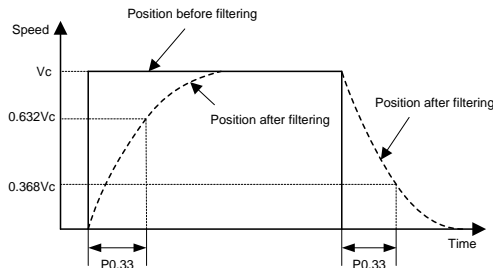 Position before filtering
Speed
Vc
Position after filtering
Position after filtering
0.632Vc
0.368Vc
Time
P0.33
P0.33